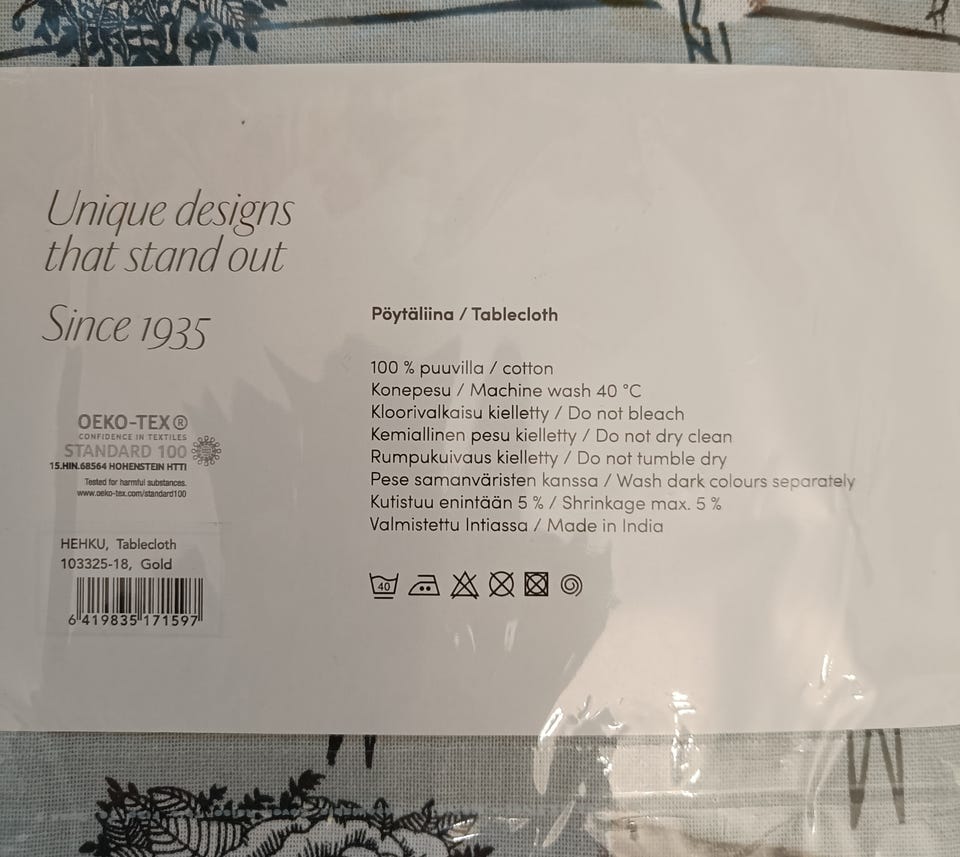 Unique designs
that stand out
Since 1935
OEKO-TEX®
CONFIDENCE IN TEXTILES
STANDARD 100
15.HIN.68564 HOHENSTEIN HTTI
Tested for harmful substances.
www.oeko-tex.com/standard100
HEHKU, Tablecloth
103325-18, Gold
6 419835 171597
Pöytäliina / Tablecloth
100 % puuvilla / cotton
Konepesu / Machine wash 40 °C
Kloorivalkaisu kielletty / Do not bleach
Kemiallinen pesu kielletty / Do not dry clean
Rumpukuivaus kielletty / Do not tumble dry
Pese samanväristen kanssa / Wash dark colours separately
Kutistuu enintään 5 % / Shrinkage max. 5 %
Valmistettu Intiassa / Made in India
40